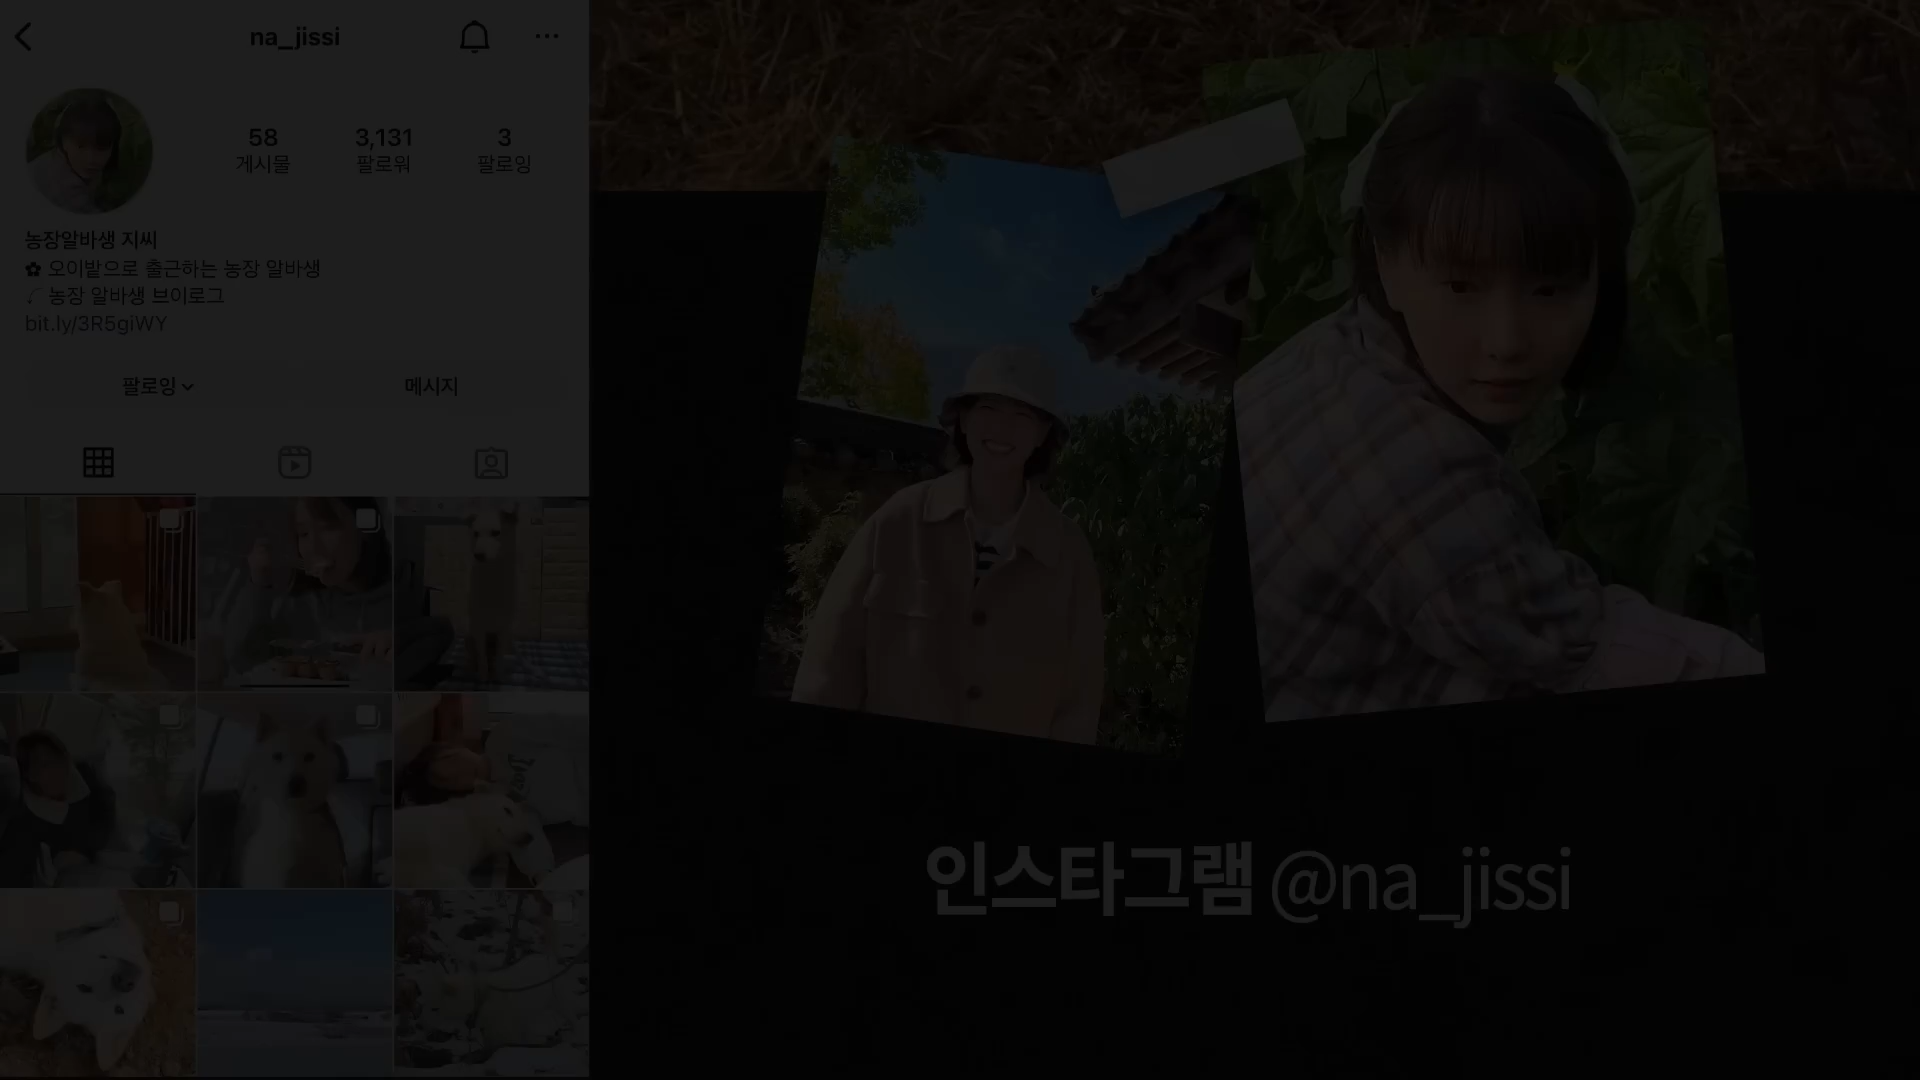 na_jissi
58
3,131
3
게시물
팔로워
팔로잉
농장알바생 지씨
✿ 오이밭으로 출근하는 농장 알바생
농장 알바생 브이로그
bit.ly/3R5giWY
팔로잉
메시지
인스타그램 @na_jissi